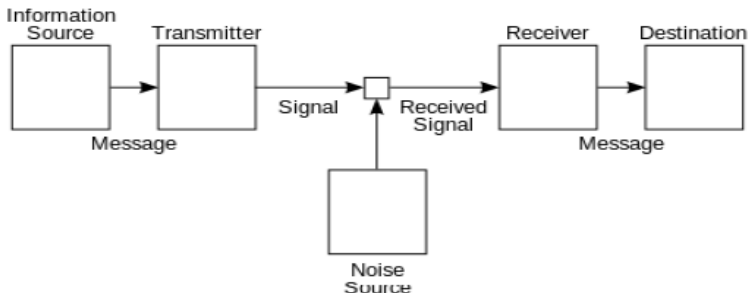 Information
Source
Transmitter
Receiver
Destination
Signal
Received
Signal
Message
Message
Noise
Source